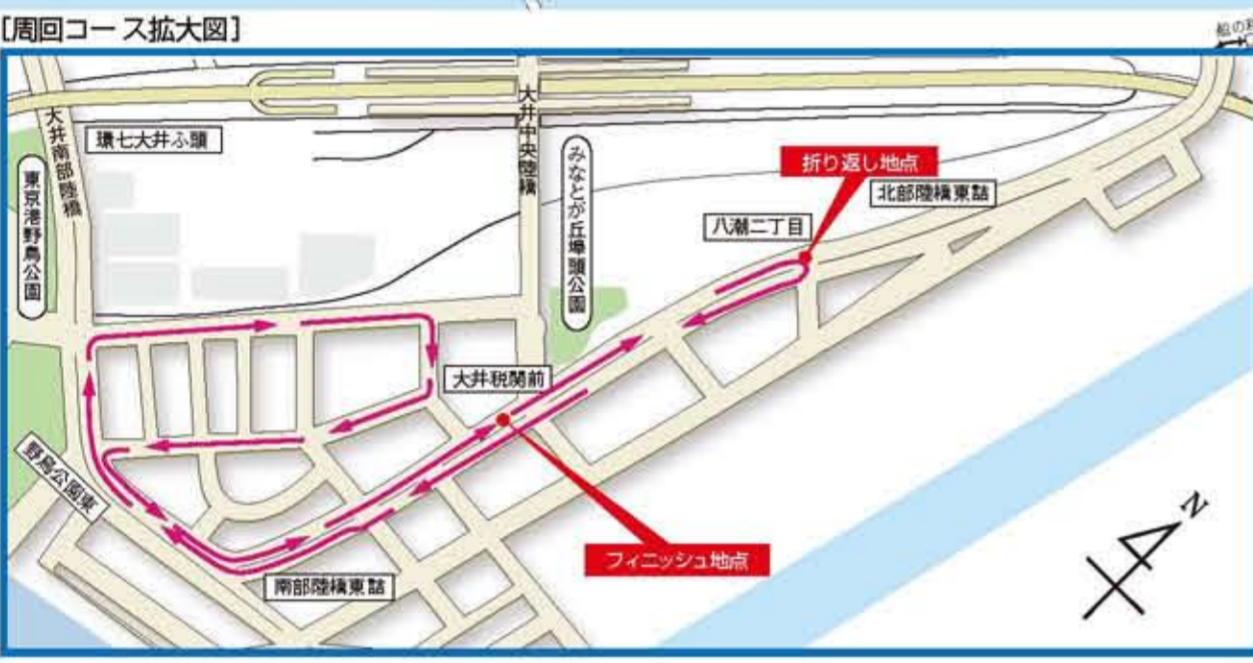 [周回コース拡大図]
大井南部陸橋
環七大井ふ頭
東京港野鳥公園
大井中央陸橋
みなとが丘埠頭公園
折り返し地点
北部陸橋東詰
八潮二丁目
大井税関前
野鳥公園東
フィニッシュ地点
南部陸橋東詰
N